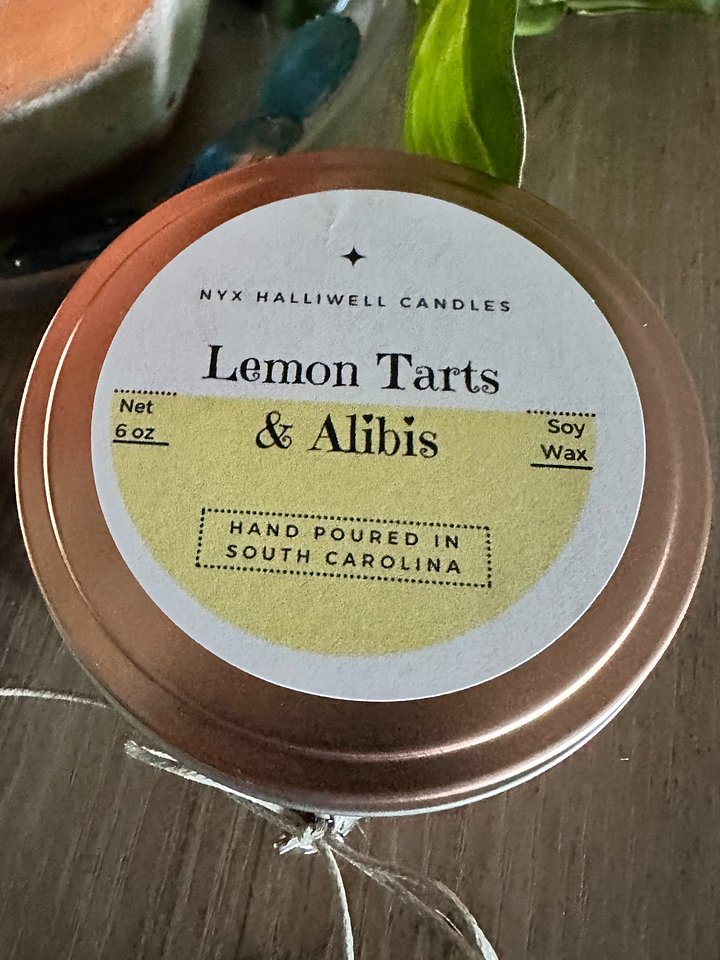 NYX HALLIWELL CANDLES
Lemon Tarts
& Alibis
Net
6 oz
Soy
Wax
HAND POURED IN
SOUTH CAROLINA